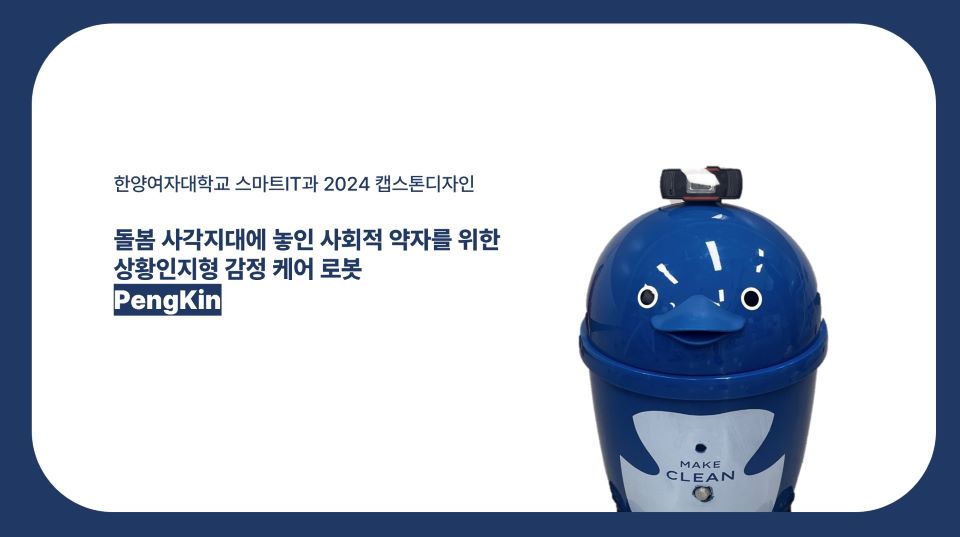 한양여자대학교 스마트IT과 2024 캡스톤디자인
돌봄 사각지대에 놓인 사회적 약자를 위한
상황인지형 감정 케어 로봇
PengKin
MAKE
CLEAN